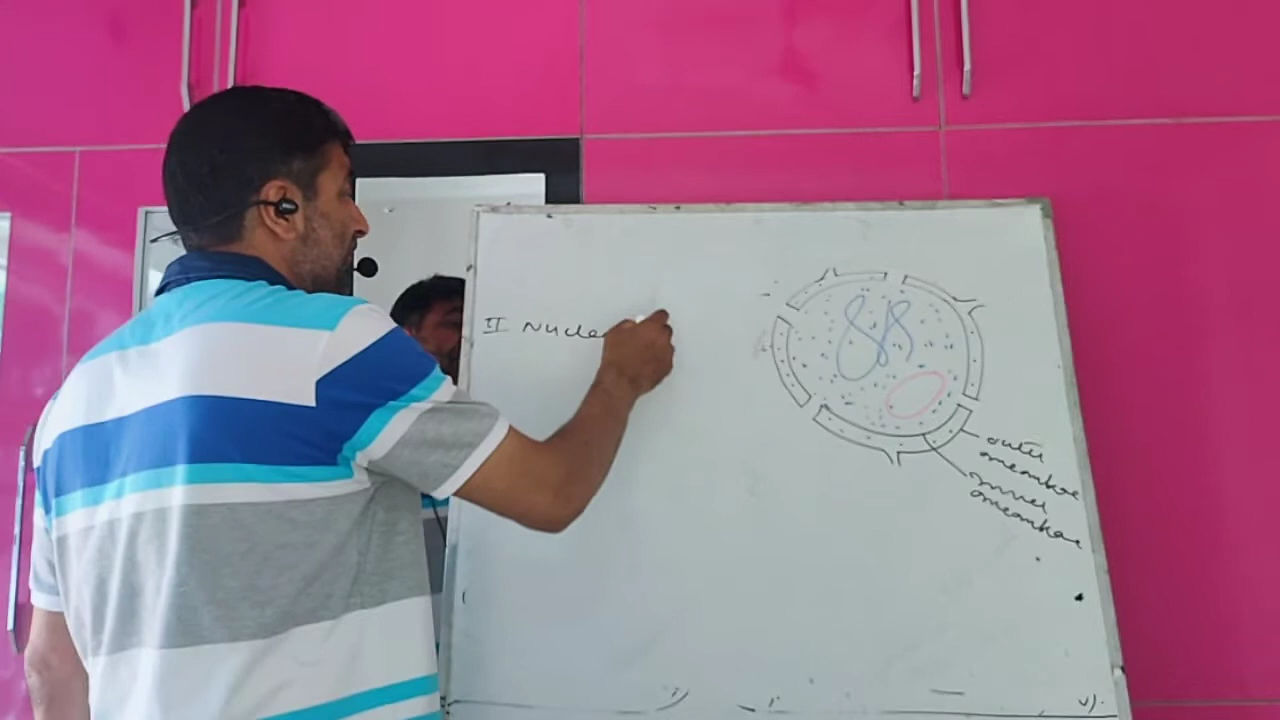 II Nucle
outer
membrane
inner
membrane